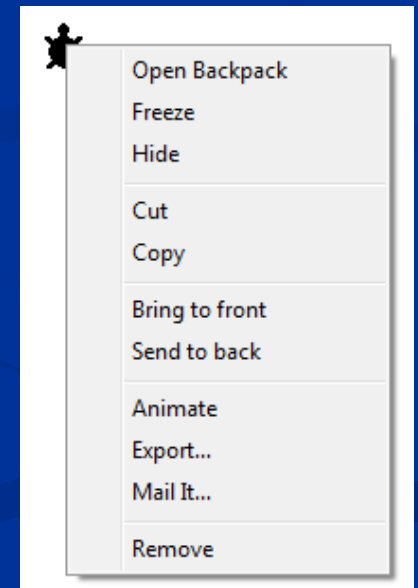 Open Backpack
Freeze
Hide
Cut
Copy
Bring to front
Send to back
Animate
Export...
Mail It...
Remove